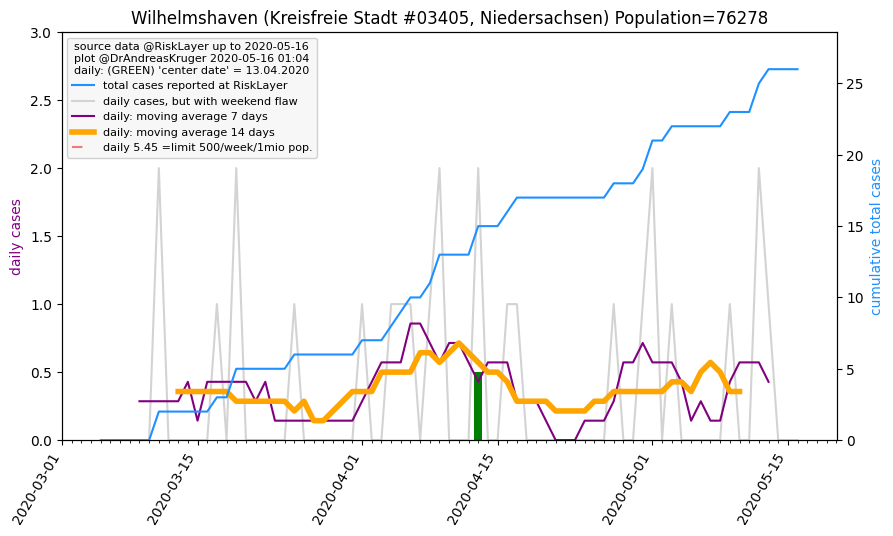 Wilhelmshaven (Kreisfreie Stadt #03405, Niedersachsen) Population=76278
source data @RiskLayer up to 2020-05-16
plot @DrAndreasKruger 2020-05-16 01:04
daily: (GREEN) 'center date' = 13.04.2020
total cases reported at RiskLayer
daily cases, but with weekend flaw
daily: moving average 7 days
daily: moving average 14 days
daily 5.45 =limit 500/week/1mio pop.
daily cases
3.0
2.5
2.0
1.5
1.0
0.5
0.0
cumulative total cases
25
20
15
10
5
0
2020-03-01
2020-03-15
2020-04-01
2020-04-15
2020-05-01
2020-05-15